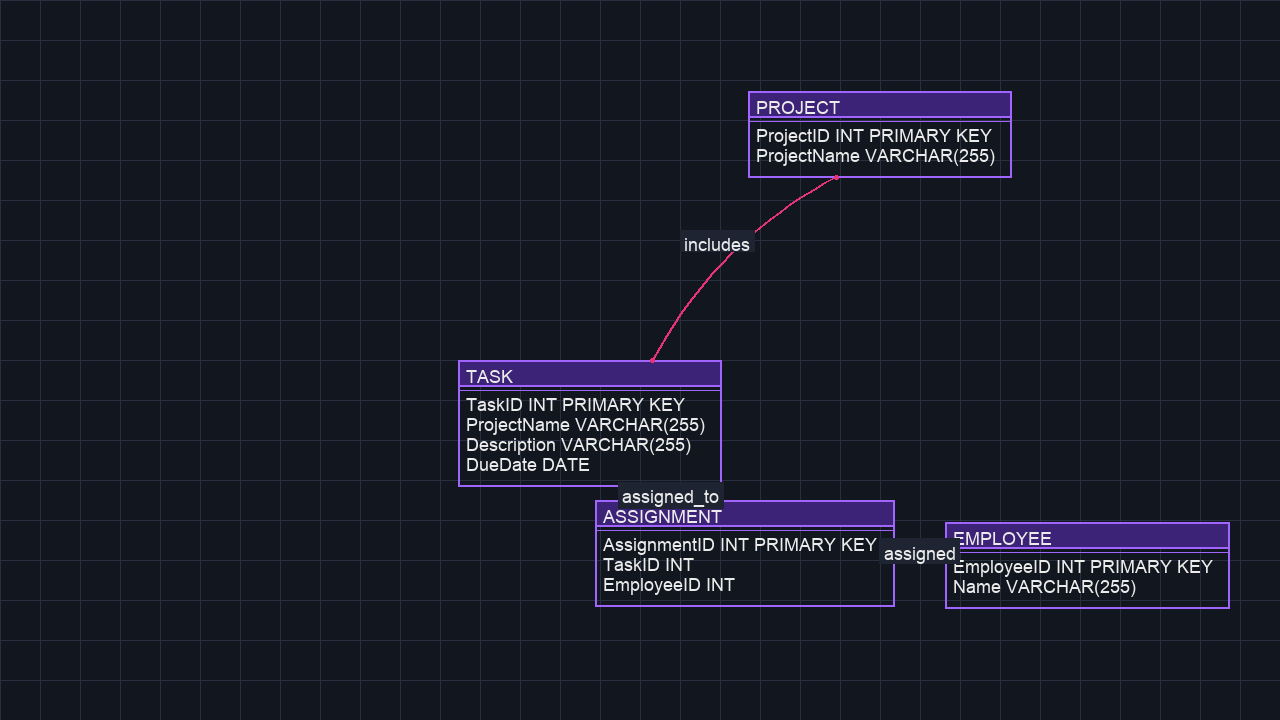 PROJECT
ProjectID INT PRIMARY KEY
ProjectName VARCHAR(255)
includes
TASK
TaskID INT PRIMARY KEY
ProjectName VARCHAR(255)
Description VARCHAR(255)
DueDate DATE
assigned_to
ASSIGNMENT
AssignmentID INT PRIMARY KEY
TaskID INT
EmployeeID INT
assigned
EMPLOYEE
EmployeeID INT PRIMARY KEY
Name VARCHAR(255)